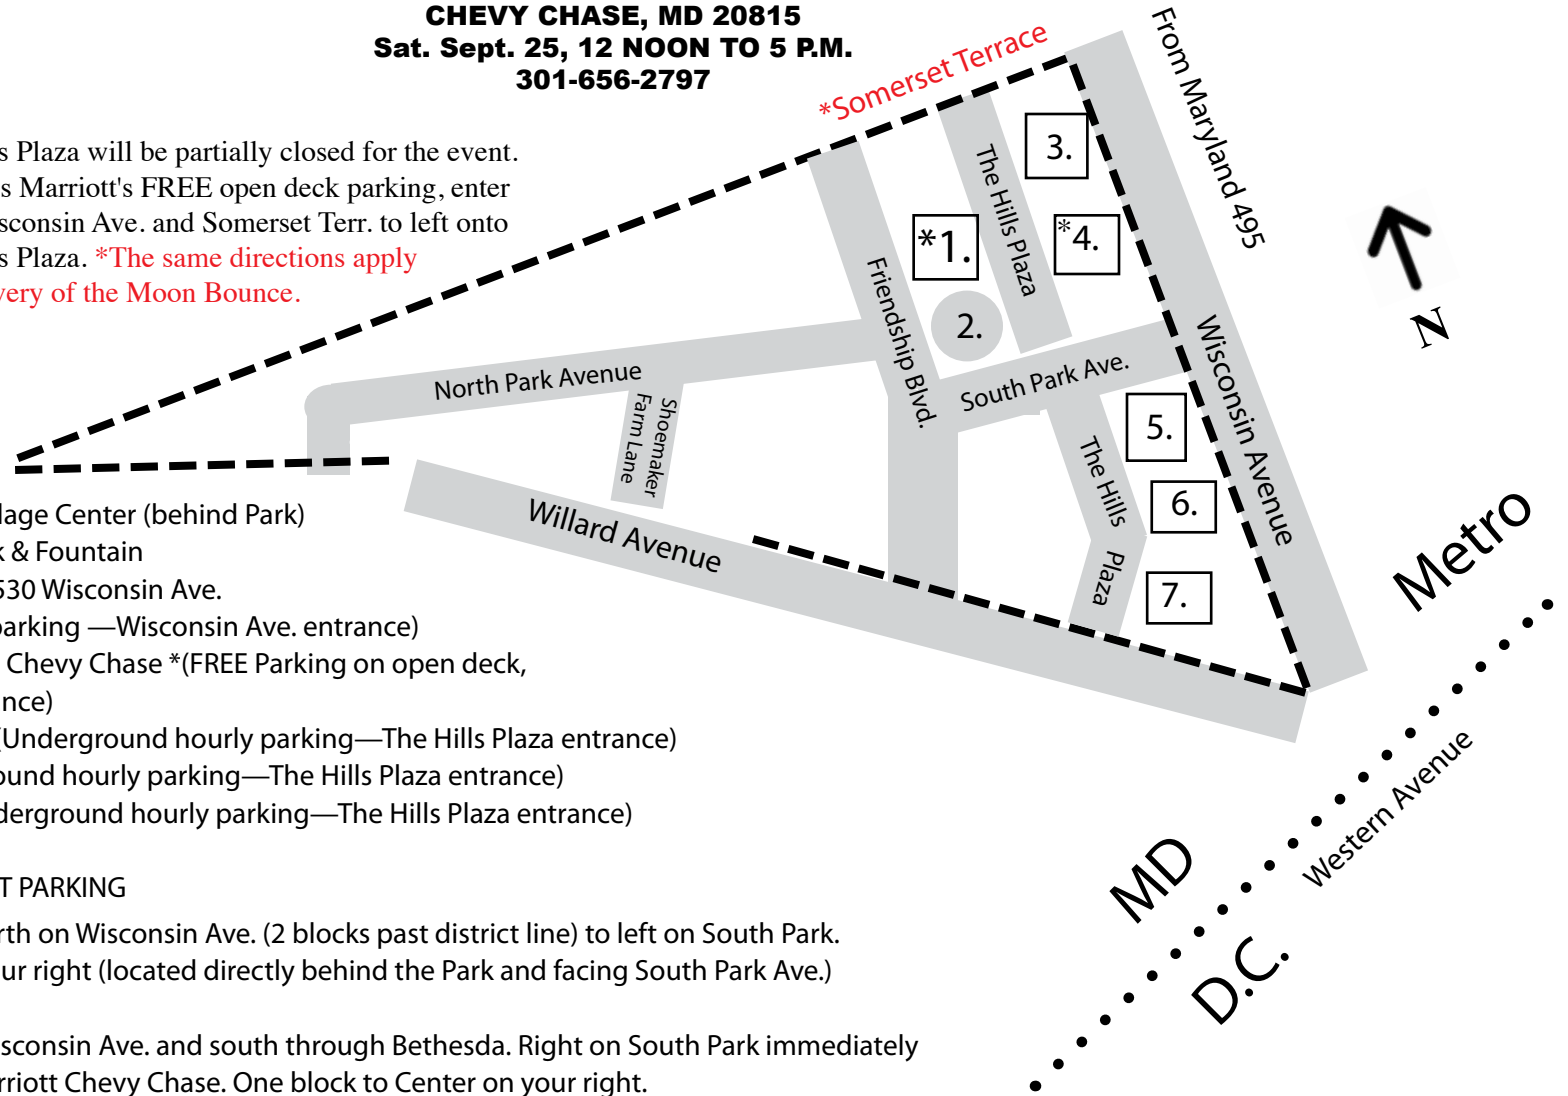 CHEVY CHASE, MD 20815
Sat. Sept. 25, 12 NOON TO 5 P.M.
301-656-2797
*Somerset Terrace
From Maryland 495
s Plaza will be partially closed for the event.
s Marriott's FREE open deck parking, enter
sconsin Ave. and Somerset Terr. to left onto
s Plaza. *The same directions apply
very of the Moon Bounce.
3.
The Hills Plaza
*1.
*4.
Friendship Blvd.
2.
N
North Park Avenue
South Park Ave.
Wisconsin Avenue
Shoemaker
Farm Lane
5.
The Hills
6.
Plaza
7.
Willard Avenue
Metro
Western Avenue
MD
D.C.
lage Center (behind Park)
k & Fountain
530 Wisconsin Ave.
parking —Wisconsin Ave. entrance)
Chevy Chase *(FREE Parking on open deck,
nce)
(Underground hourly parking—The Hills Plaza entrance)
ound hourly parking—The Hills Plaza entrance)
derground hourly parking—The Hills Plaza entrance)
T PARKING
rth on Wisconsin Ave. (2 blocks past district line) to left on South Park.
ur right (located directly behind the Park and facing South Park Ave.)
isconsin Ave. and south through Bethesda. Right on South Park immediately
rriott Chevy Chase. One block to Center on your right.